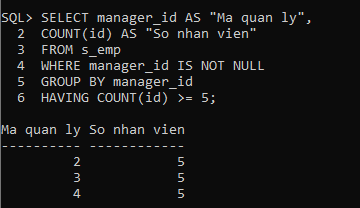 SQL> SELECT manager_id AS "Ma quan ly",
2 COUNT(id) AS "So nhan vien"
3 FROM s_emp
4 WHERE manager_id IS NOT NULL
5 GROUP BY manager_id
6 HAVING COUNT(id) >= 5;
Ma quan ly So nhan vien
---------- ------------
2 5
3 5
4 5